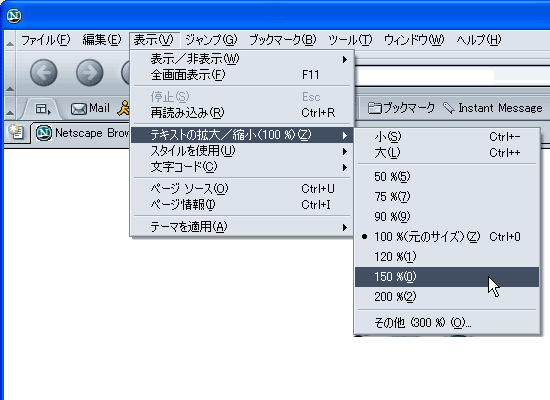 ファイル(F) 編集(E) 表示(V) ジャンプ(G) ブックマーク(B) ツール(T) ウィンドウ(W) ヘルプ(H)
表示／非表示(W)
全画面表示(F) F11
停止(S) Esc
再読み込み(R) Ctrl+R
テキストの拡大／縮小(100 %)(Z)
スタイルを使用(U)
文字コード(C)
ページ ソース(O) Ctrl+U
ページ情報(I) Ctrl+I
テーマを適用(A)
Mail
ブックマーク Instant Message
Netscape Brow
小(S) Ctrl+-
大(L) Ctrl++
50 %(5)
75 %(7)
90 %(9)
100 %(元のサイズ)(Z) Ctrl+0
120 %(1)
150 %(0)
200 %(2)
その他 (300 %) (O)...